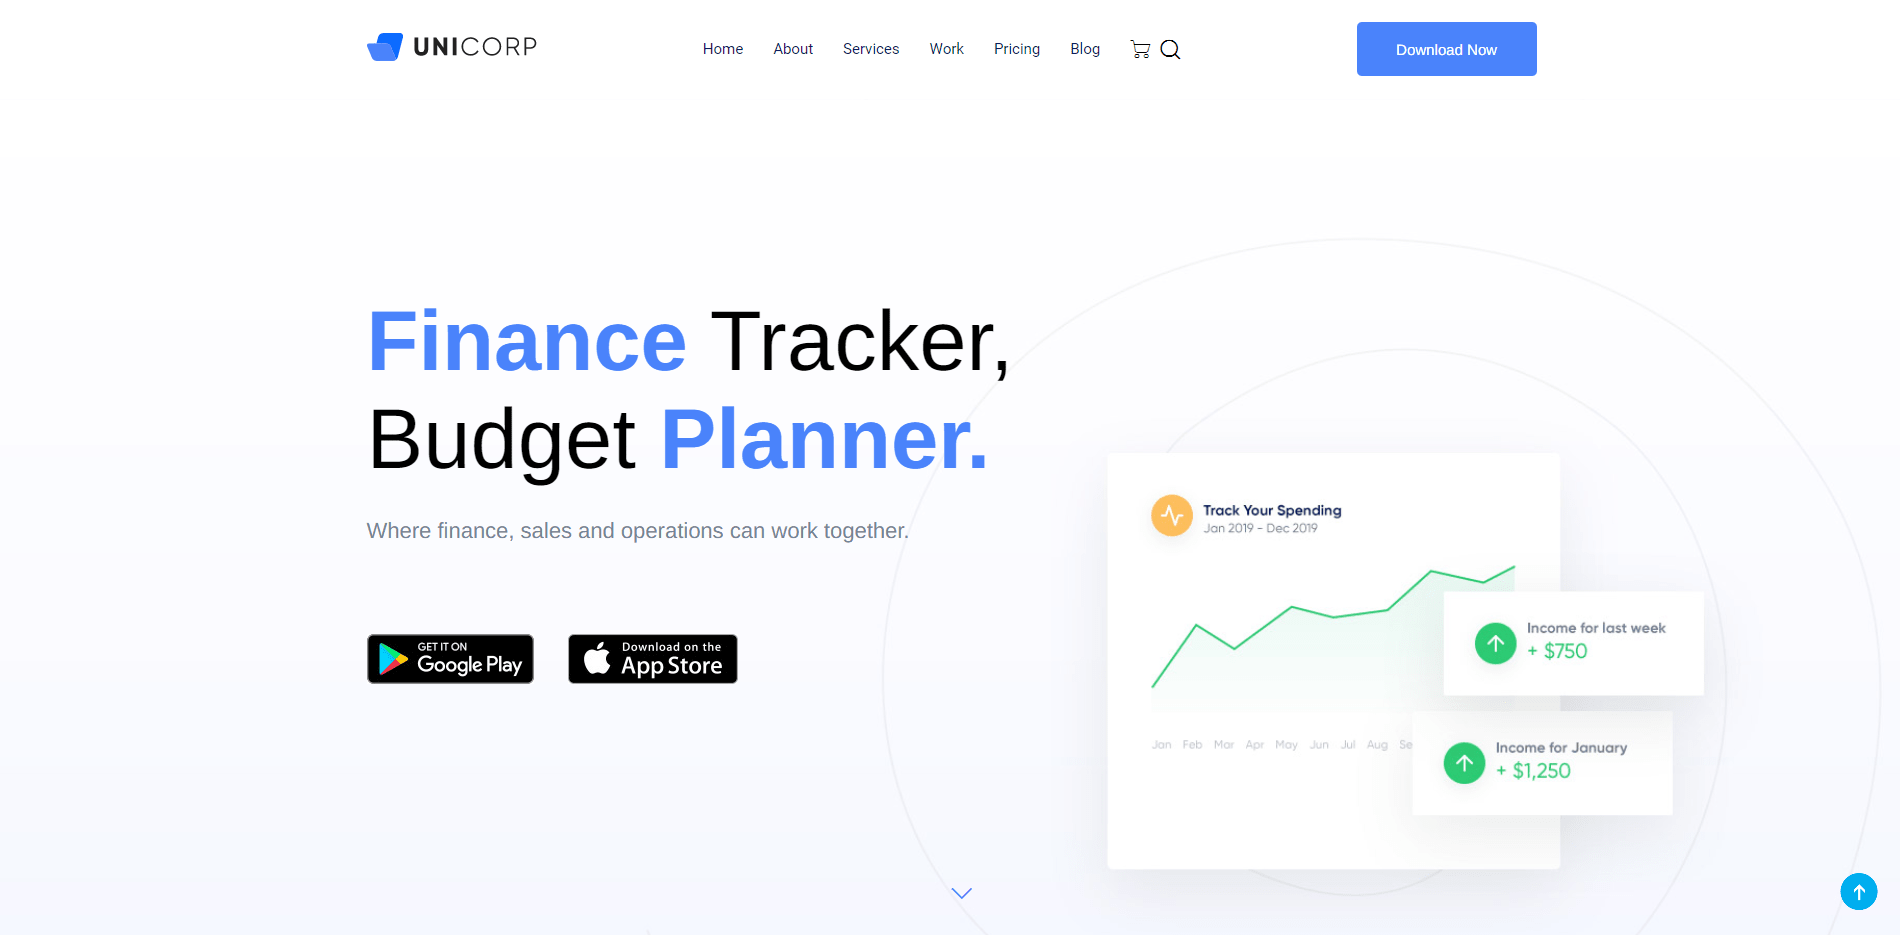 UNICORP
Home About Services Work Pricing Blog
Download Now
Finance Tracker,
Budget Planner.
Where finance, sales and operations can work together.
GET IT ON
Google Play
Download on the
App Store
Track Your Spending
Jan 2019 - Dec 2019
Jan Feb Mar Apr May Jun Jul Aug Se
Income for last week
+ $750
Income for January
+ $1,250